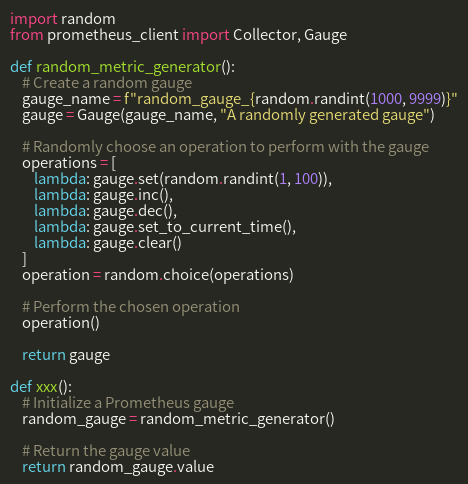 import random
from prometheus_client import Collector, Gauge

def random_metric_generator():
    # Create a random gauge
    gauge_name = f"random_gauge_{random.randint(1000, 9999)}"
    gauge = Gauge(gauge_name, "A randomly generated gauge")

    # Randomly choose an operation to perform with the gauge
    operations = [
        lambda: gauge.set(random.randint(1, 100)),
        lambda: gauge.inc(),
        lambda: gauge.dec(),
        lambda: gauge.set_to_current_time(),
        lambda: gauge.clear()
    ]
    operation = random.choice(operations)

    # Perform the chosen operation
    operation()

    return gauge

def xxx():
    # Initialize a Prometheus gauge
    random_gauge = random_metric_generator()

    # Return the gauge value
    return random_gauge.value